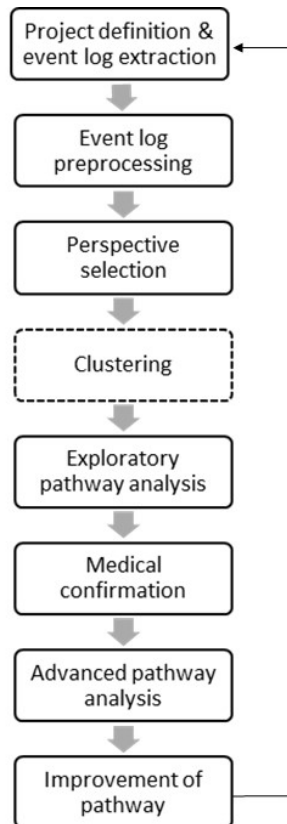 Project definition &
event log extraction
Event log
preprocessing
Perspective
selection
Clustering
Exploratory
pathway analysis
Medical
confirmation
Advanced pathway
analysis
Improvement of
pathway